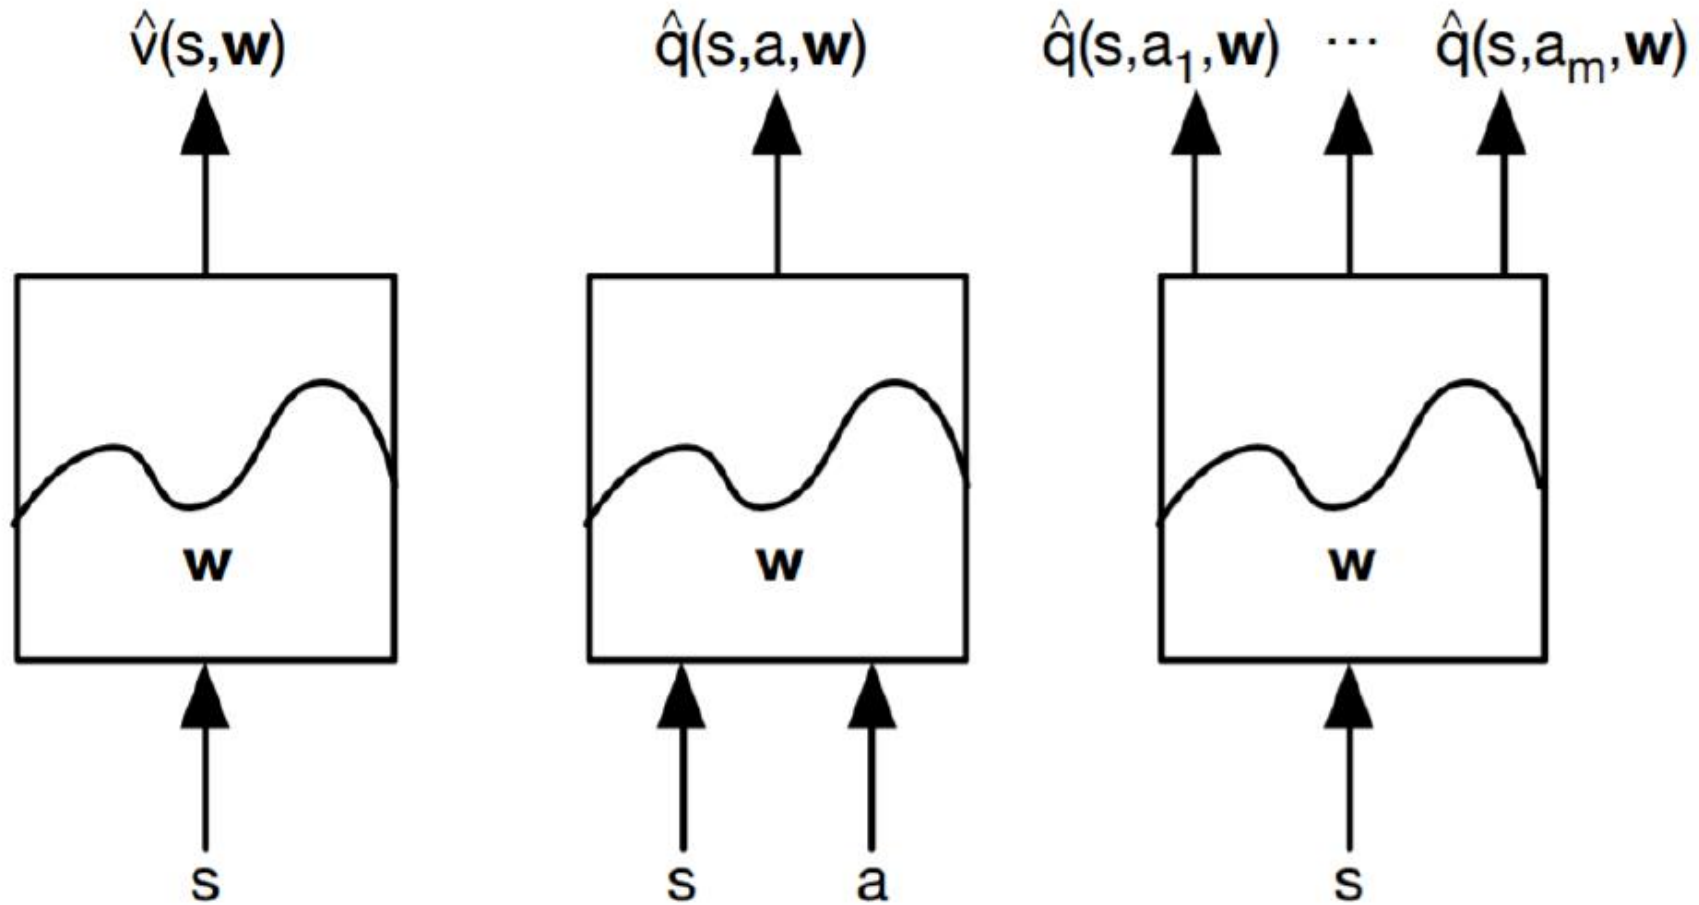 v̂(s,w)
q̂(s,a,w)
q̂(s,a₁,w) ··· q̂(s,aₘ,w)
w
w
w
s
s a
s